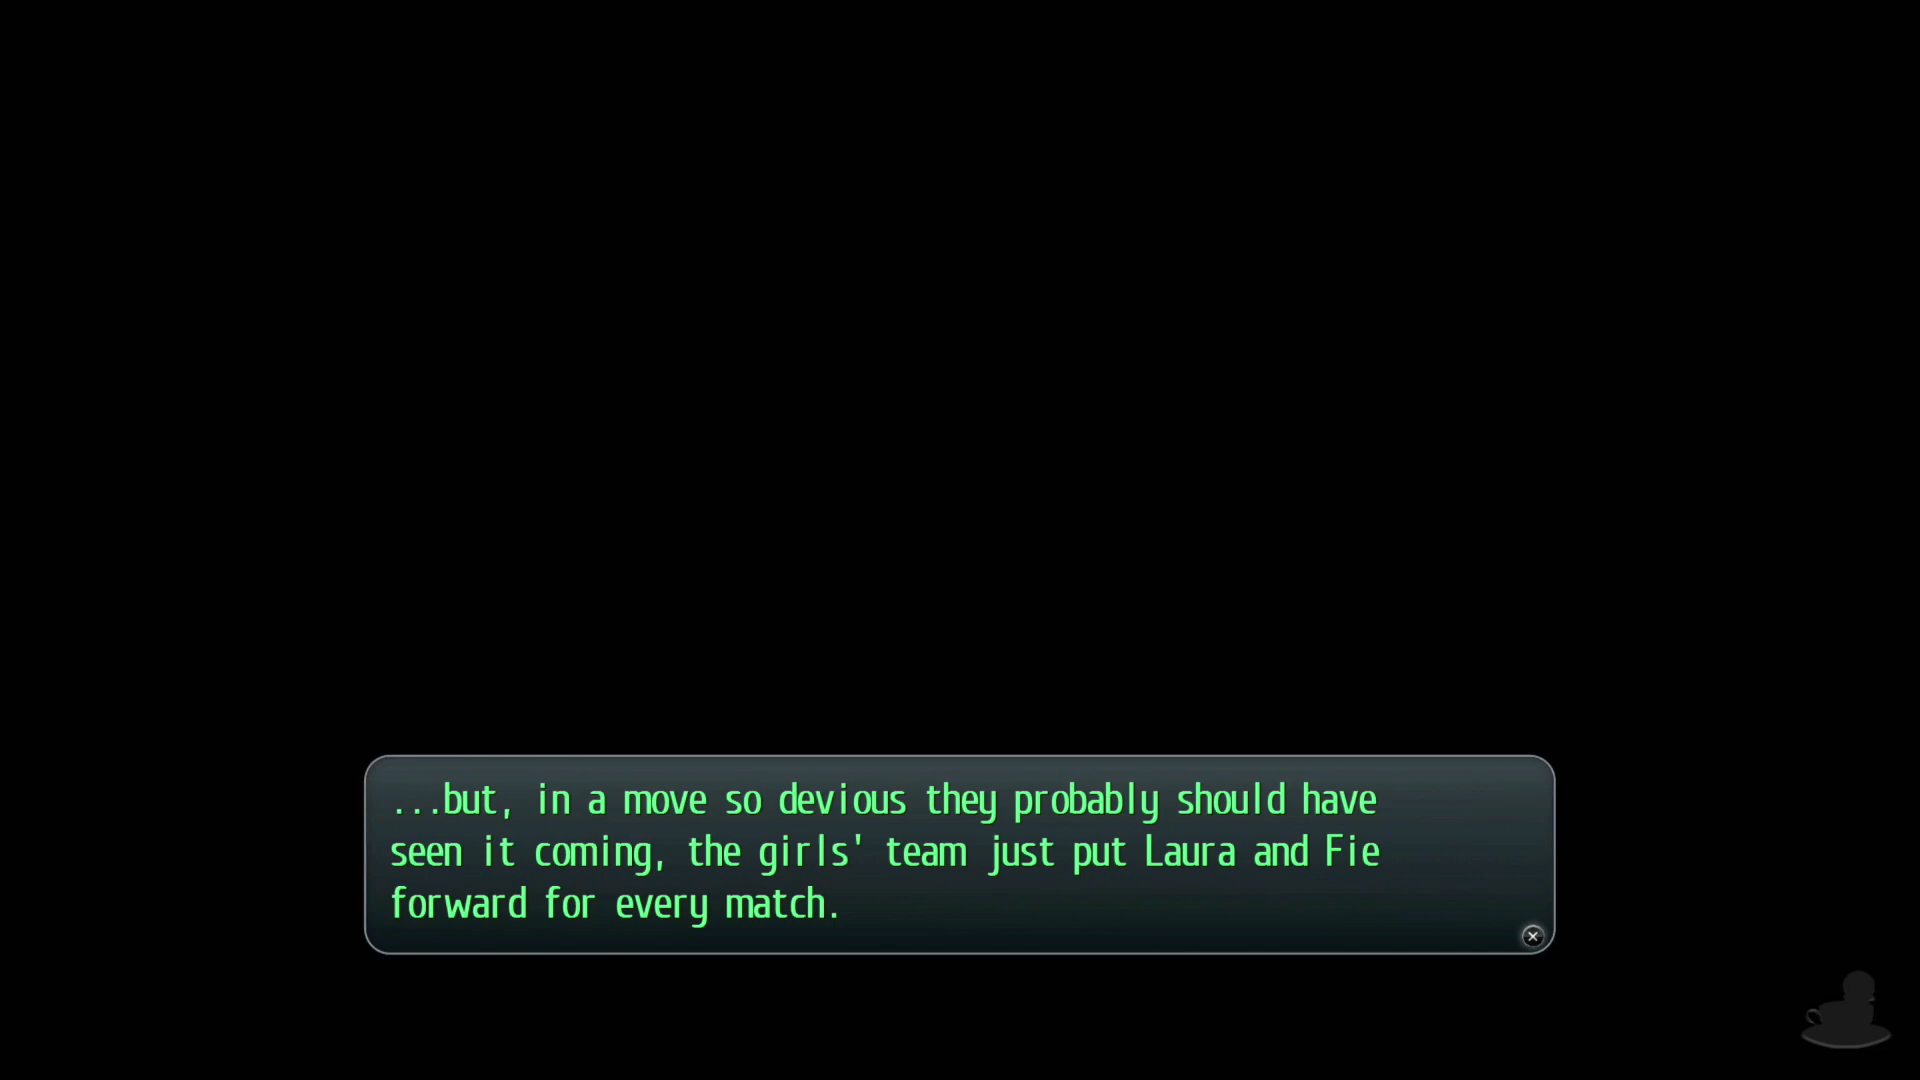 ...but, in a move so devious they probably should have
seen it coming, the girls' team just put Laura and Fie
forward for every match.